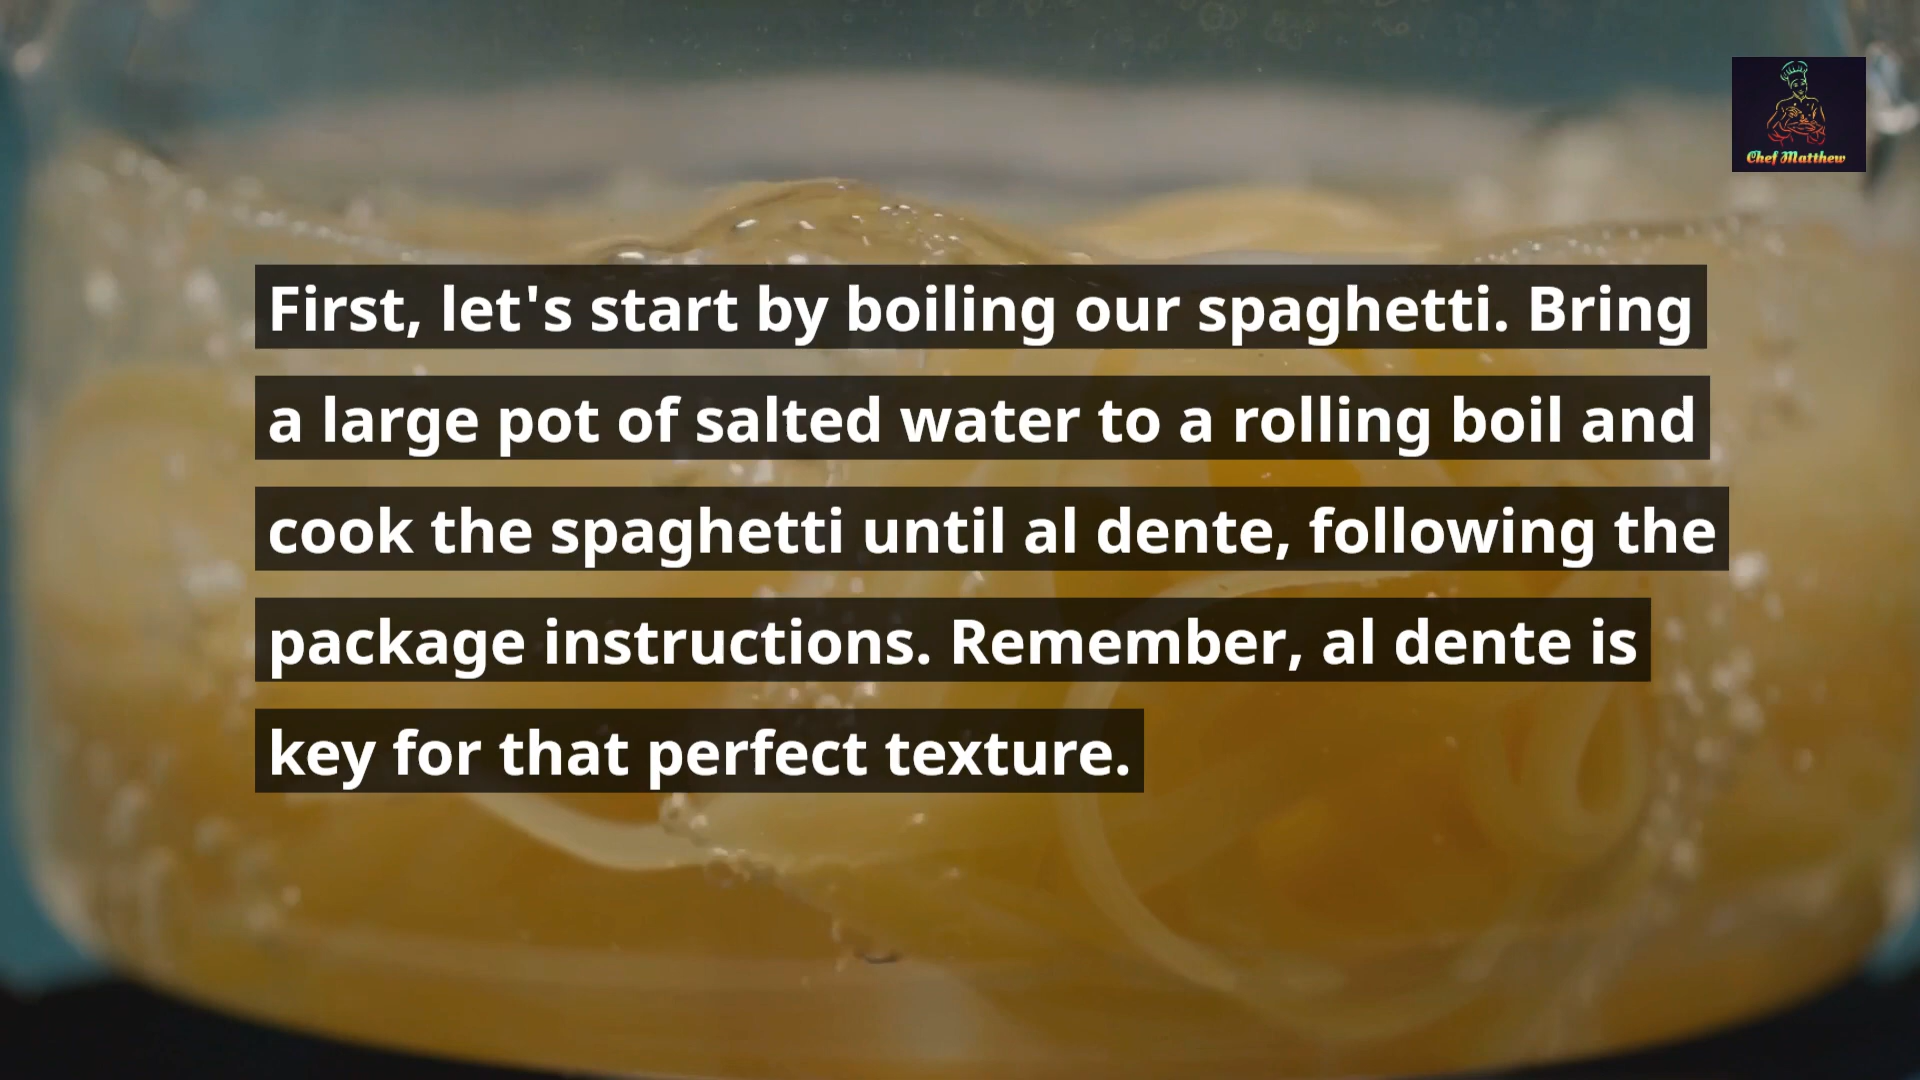 Chef Matthew
First, let's start by boiling our spaghetti. Bring
a large pot of salted water to a rolling boil and
cook the spaghetti until al dente, following the
package instructions. Remember, al dente is
key for that perfect texture.